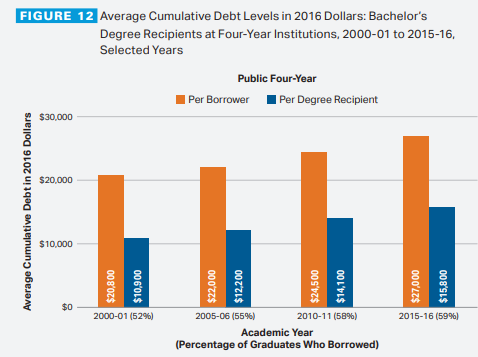 FIGURE 12 Average Cumulative Debt Levels in 2016 Dollars: Bachelor's
Degree Recipients at Four-Year Institutions, 2000-01 to 2015-16,
Selected Years
Public Four-Year
Per Borrower Per Degree Recipient
Average Cumulative Debt in 2016 Dollars
$30,000
$20,000
$10,000
$0
$20,800
$10,900
$22,000
$12,200
$24,500
$14,100
$27,000
$15,800
2000-01 (52%) 2005-06 (55%) 2010-11 (58%) 2015-16 (59%)
Academic Year
(Percentage of Graduates Who Borrowed)